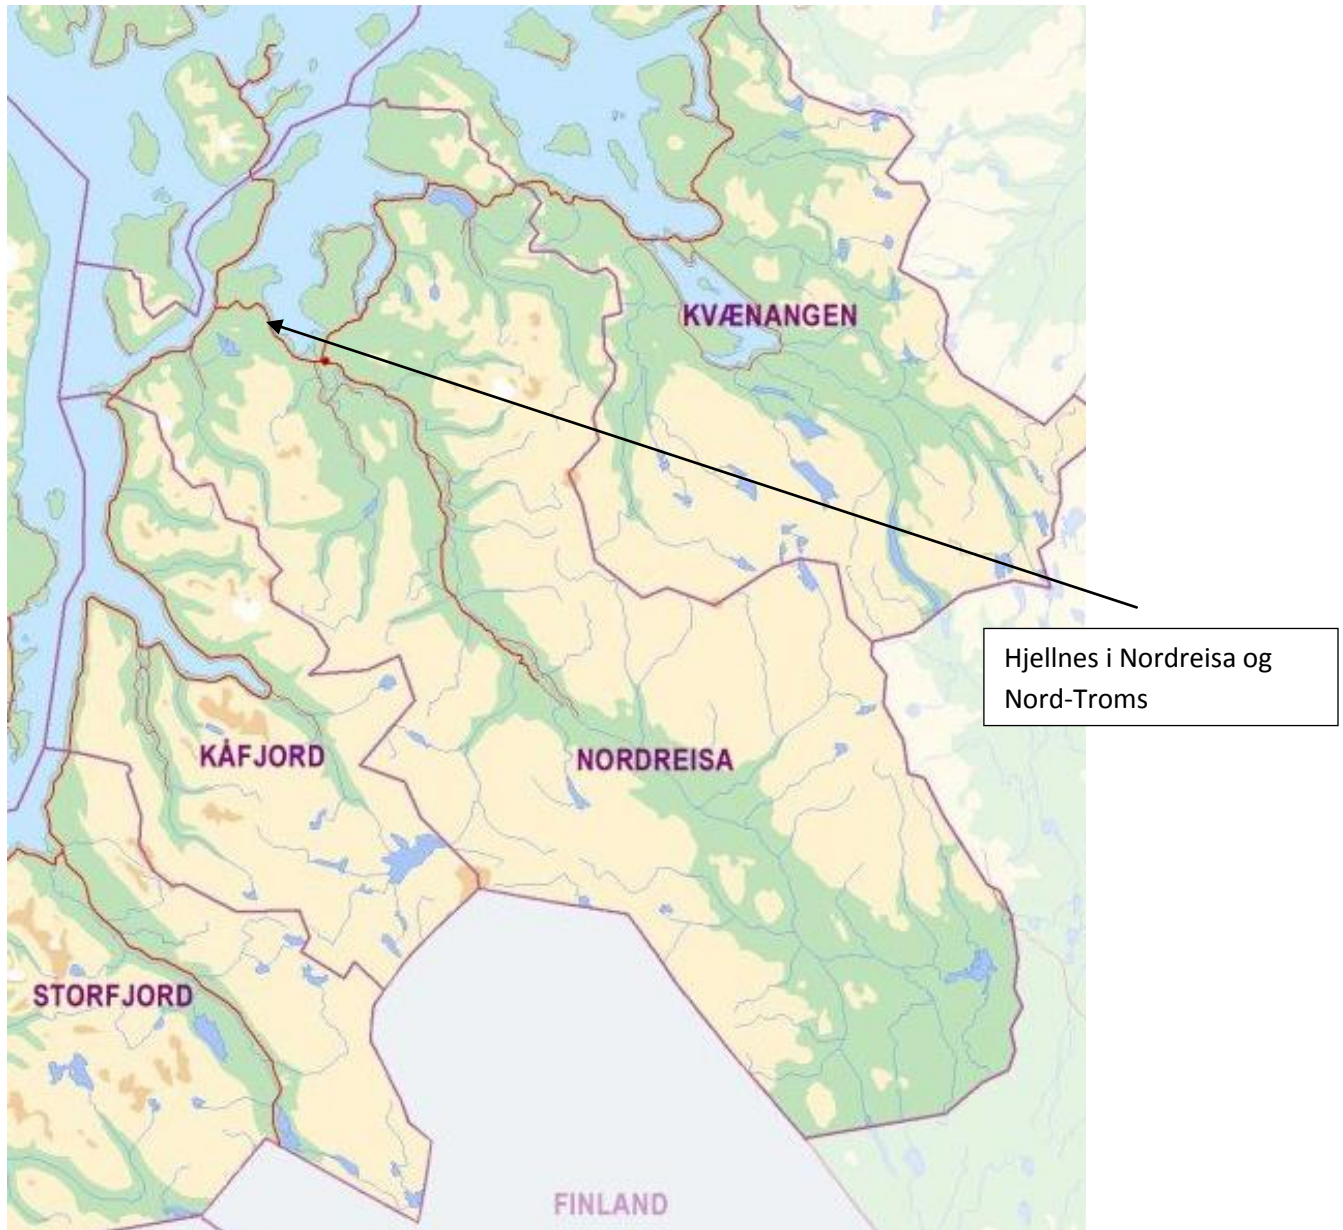 KVÆNANGEN
Hjellnes i Nordreisa og
Nord-Troms
KÅFJORD
NORDREISA
STORFJORD
FINLAND